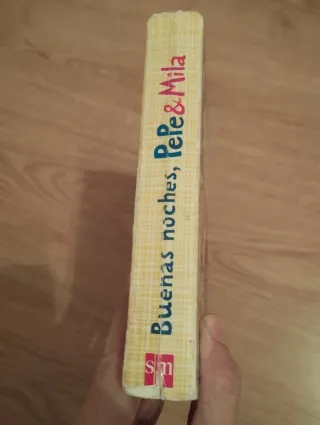 Buenas noches, PePe & Mila
sm